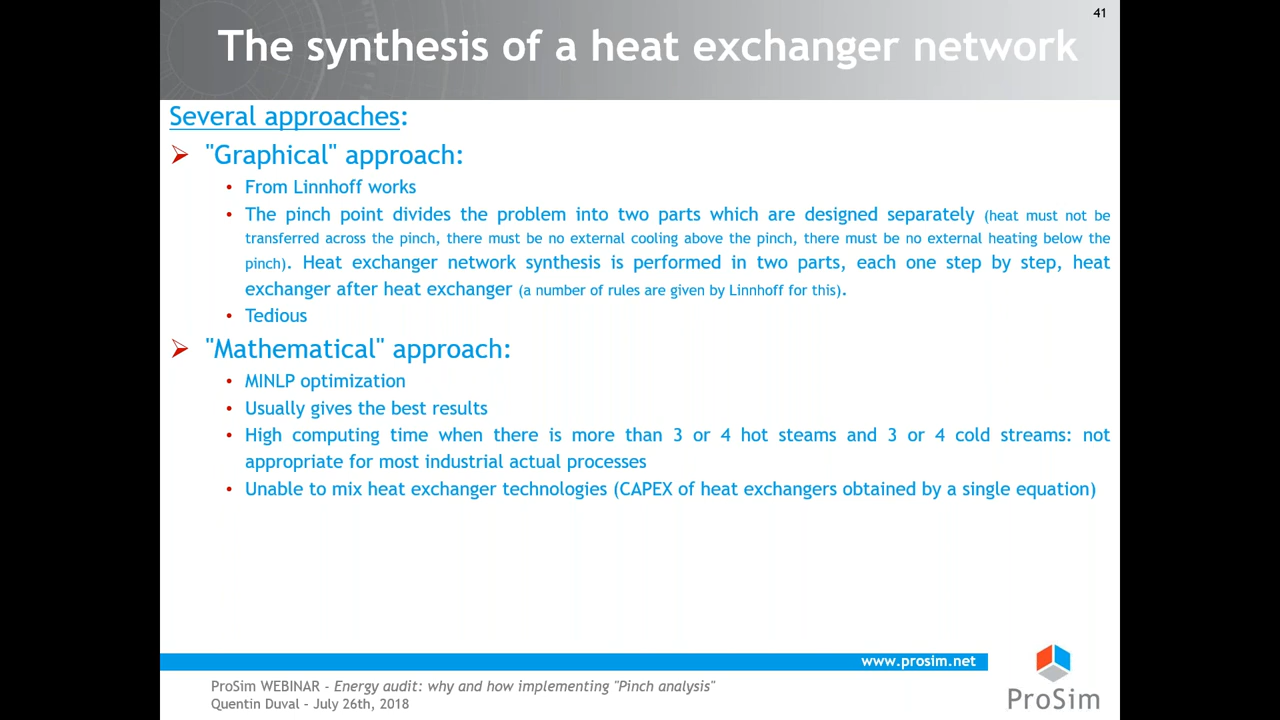 41
The synthesis of a heat exchanger network
Several approaches:
"Graphical" approach:
• From Linnhoff works
• The pinch point divides the problem into two parts which are designed separately (heat must not be
transferred across the pinch, there must be no external cooling above the pinch, there must be no external heating below the
pinch). Heat exchanger network synthesis is performed in two parts, each one step by step, heat
exchanger after heat exchanger (a number of rules are given by Linnhoff for this).
• Tedious
"Mathematical" approach:
• MINLP optimization
• Usually gives the best results
• High computing time when there is more than 3 or 4 hot steams and 3 or 4 cold streams: not
appropriate for most industrial actual processes
• Unable to mix heat exchanger technologies (CAPEX of heat exchangers obtained by a single equation)
www.prosim.net
ProSim WEBINAR - Energy audit: why and how implementing "Pinch analysis"
Quentin Duval – July 26th, 2018
ProSim